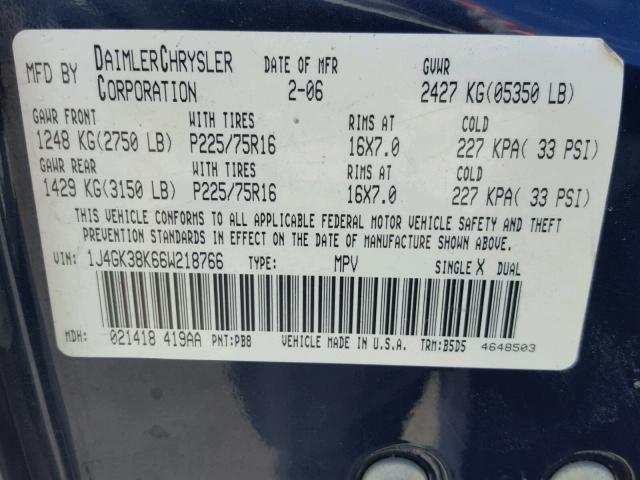 MFD BY DAIMLERCHRYSLER CORPORATION DATE OF MFR 2-06 GVWR 2427 KG(05350 LB)
GAWR FRONT WITH TIRES RIMS AT COLD
1248 KG(2750 LB) P225/75R16 16X7.0 227 KPA( 33 PSI)
GAWR REAR WITH TIRES RIMS AT COLD
1429 KG(3150 LB) P225/75R16 16X7.0 227 KPA( 33 PSI)
THIS VEHICLE CONFORMS TO ALL APPLICABLE FEDERAL MOTOR VEHICLE SAFETY AND THEFT
PREVENTION STANDARDS IN EFFECT ON THE DATE OF MANUFACTURE SHOWN ABOVE.
VIN: 1J4GK38K66W218766 TYPE: MPV SINGLE X DUAL
MDH: 021418 419AA PNT:PB8 VEHICLE MADE IN U.S.A. TRM:B5D5 4648503